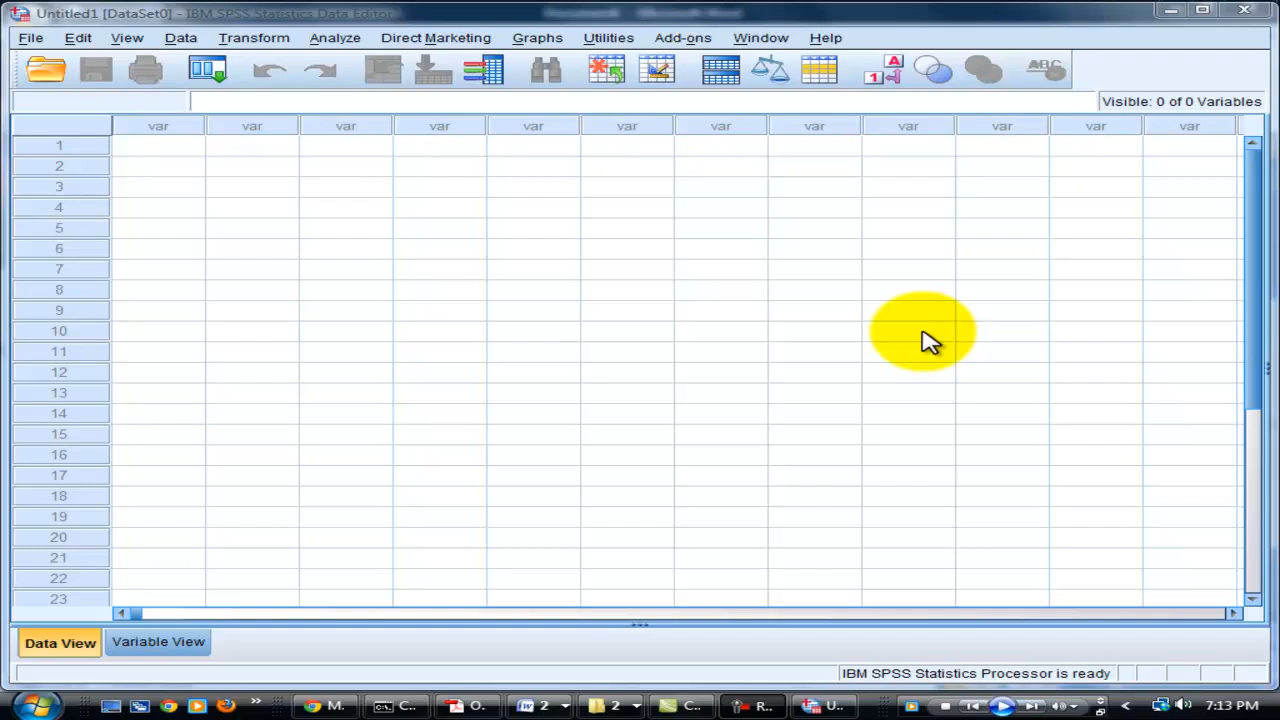 Untitled1 [DataSet0] - IBM SPSS Statistics Data Editor
File Edit View Data Transform Analyze Direct Marketing Graphs Utilities Add-ons Window Help
A
1
ABC
Visible: 0 of 0 Variables
var var var var var var var var var var var var
1
2
3
4
5
6
7
8
9
10
11
12
13
14
15
16
17
18
19
20
21
22
23
Data View Variable View
IBM SPSS Statistics Processor is ready
M... C... O... 2 2 C... R... U... 7:13 PM